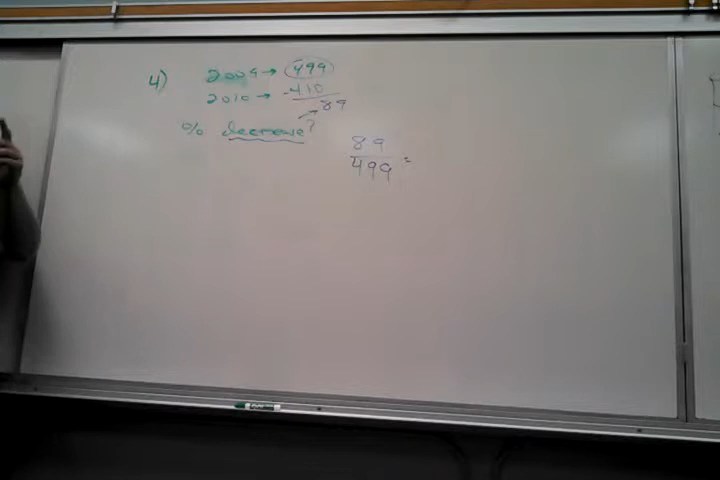 4) 2009 → 499
2010 → -410
89
% decrease?
89
499 =